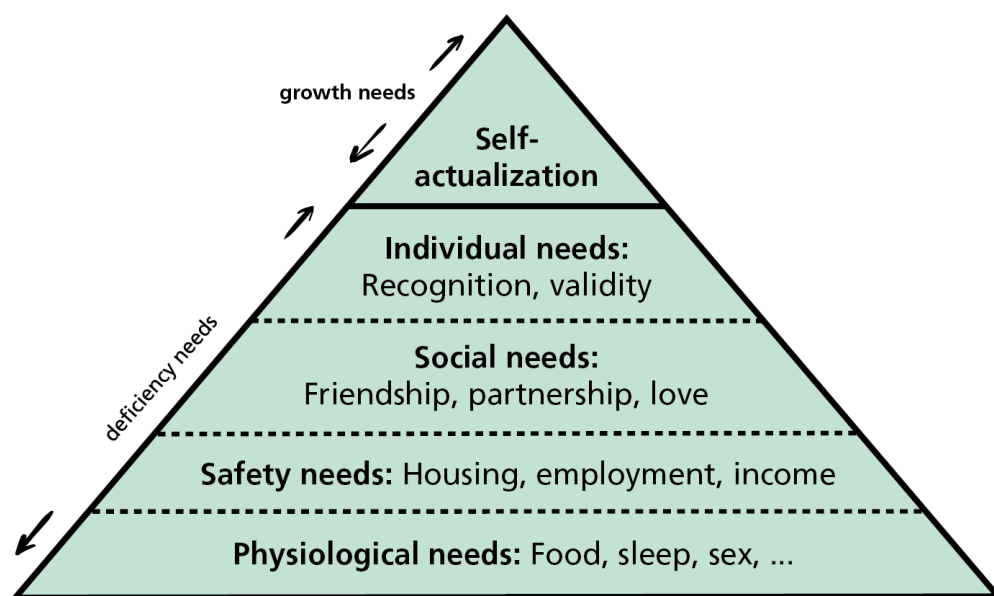 growth needs
Self-
actualization
Individual needs:
Recognition, validity
deficiency needs
Social needs:
Friendship, partnership, love
Safety needs: Housing, employment, income
Physiological needs: Food, sleep, sex, ...